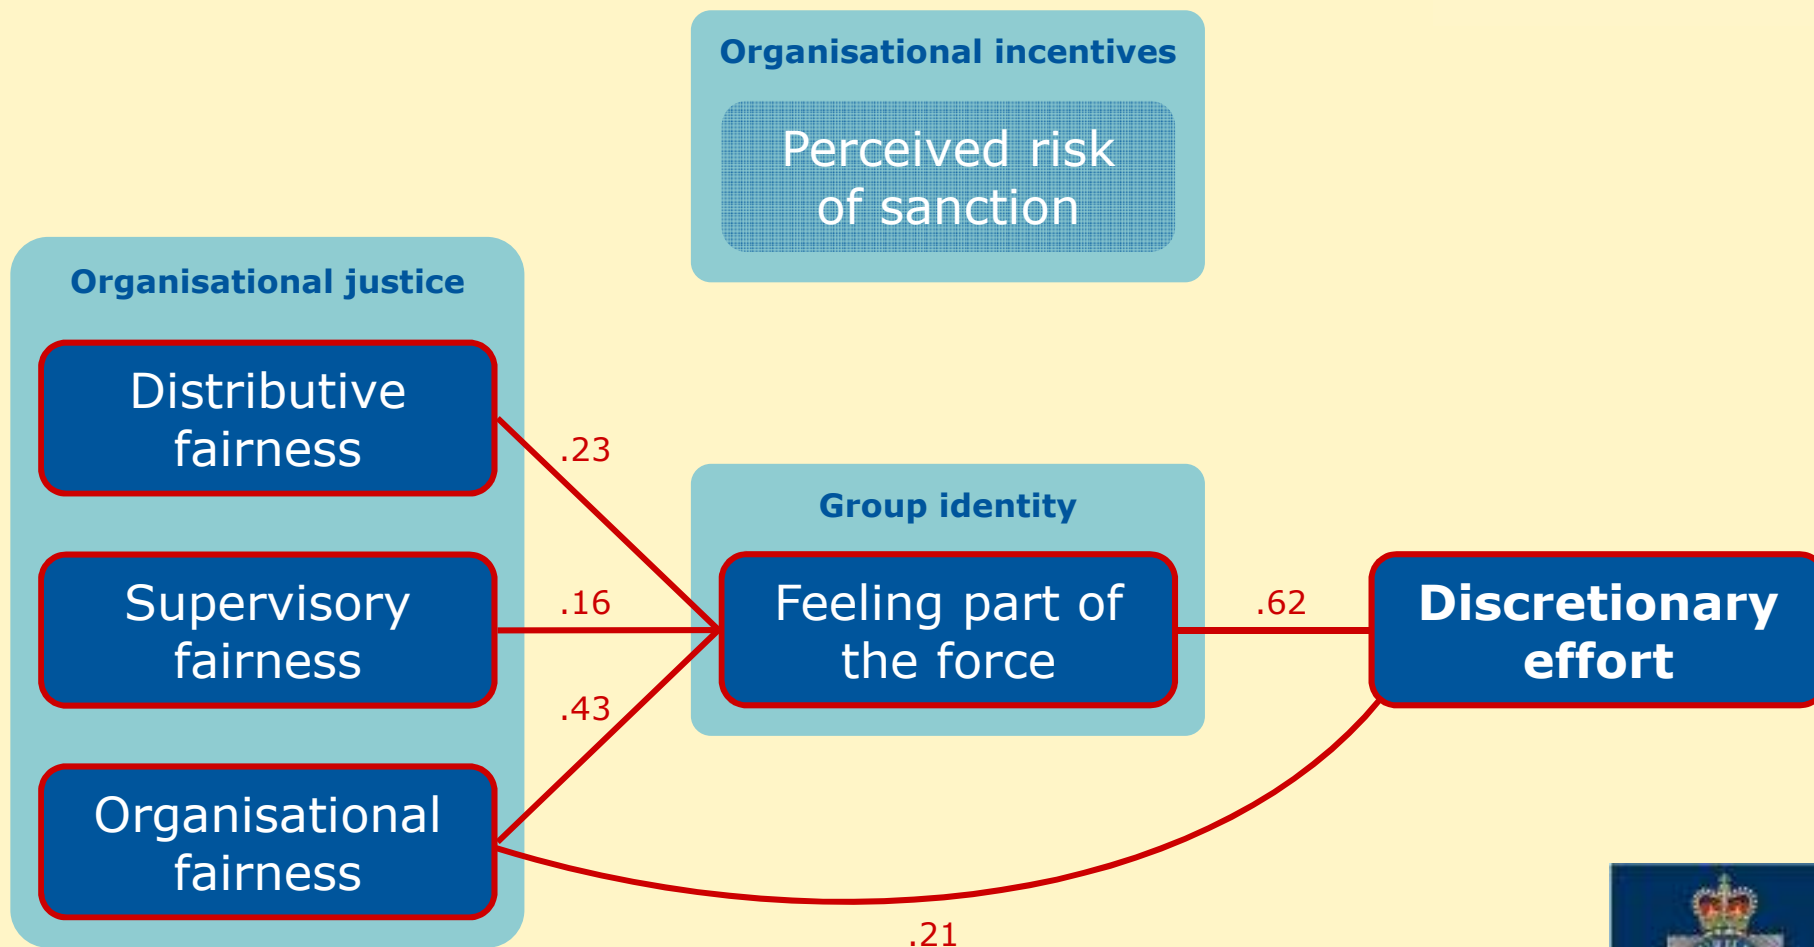 Organisational incentives
Perceived risk
of sanction
Organisational justice
Distributive
fairness
.23
Group identity
Supervisory
fairness
.16
Feeling part of
the force
.62
Discretionary
effort
.43
Organisational
fairness
.21